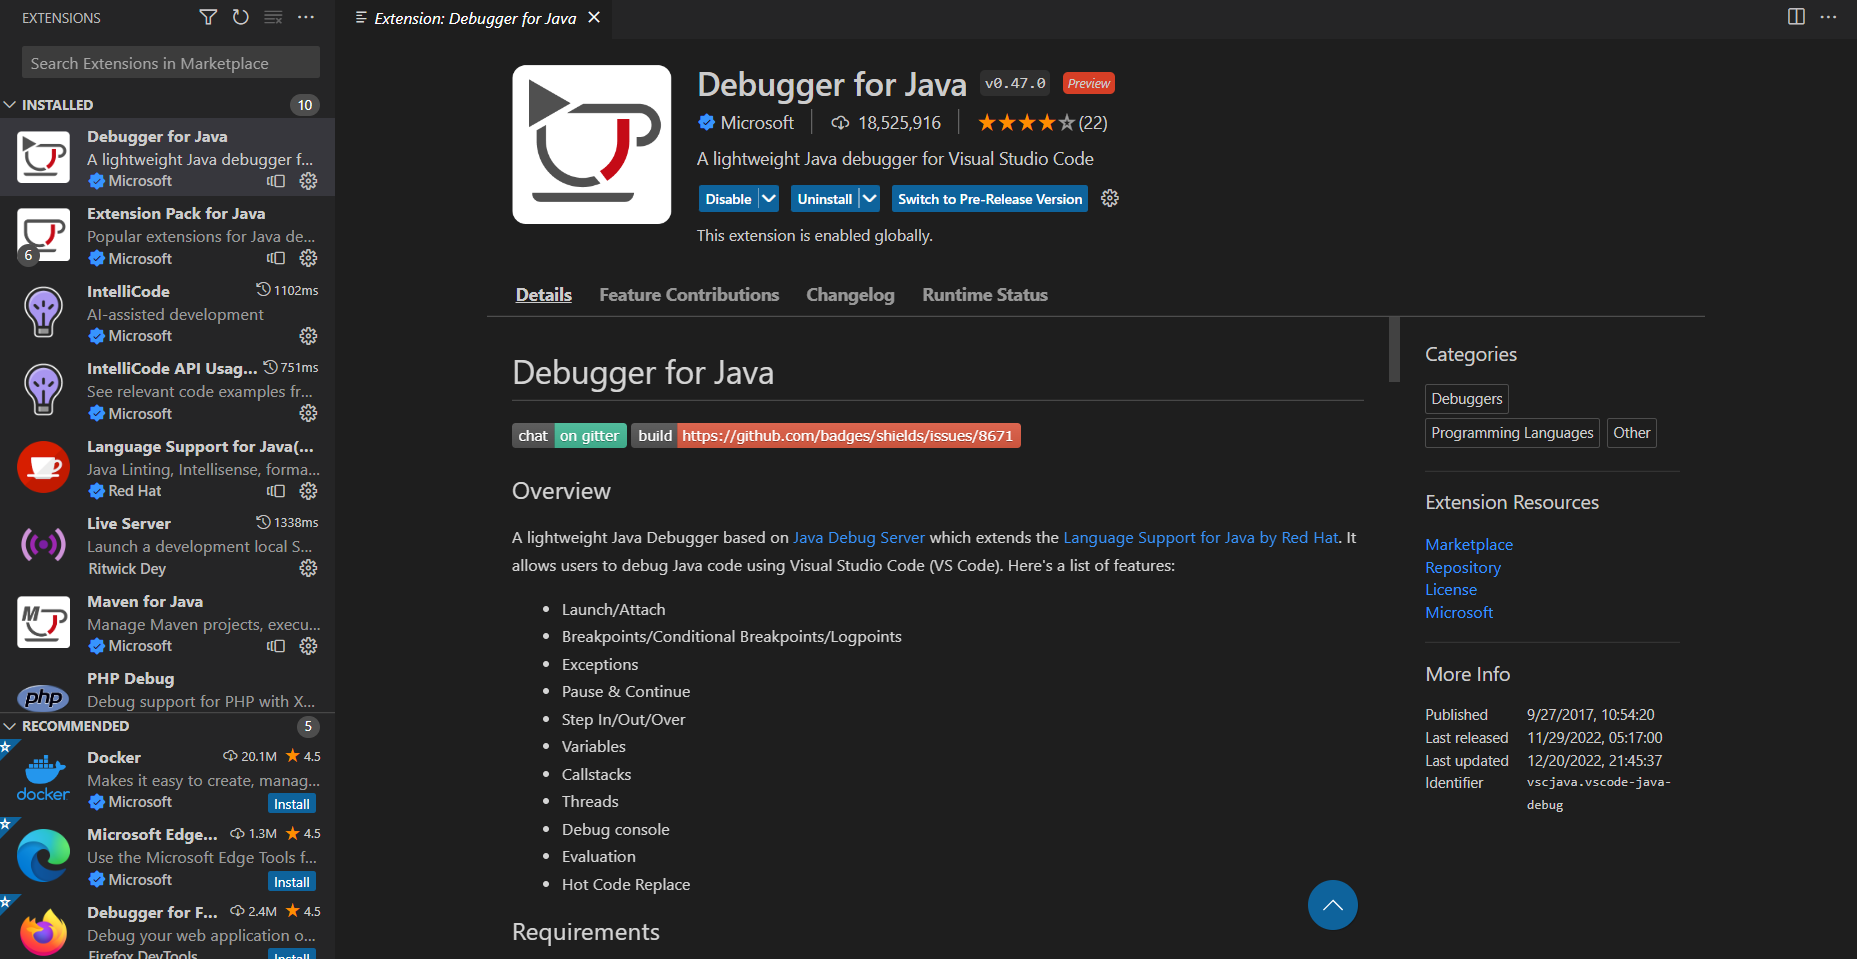 EXTENSIONS
Search Extensions in Marketplace
INSTALLED 10
Debugger for Java
A lightweight Java debugger f...
Microsoft
Extension Pack for Java
Popular extensions for Java de...
6
Microsoft
IntelliCode 1102ms
AI-assisted development
Microsoft
IntelliCode API Usag... 751ms
See relevant code examples fr...
Microsoft
Language Support for Java(...
Java Linting, Intellisense, forma...
Red Hat
Live Server 1338ms
Launch a development local S...
Ritwick Dey
M
Maven for Java
Manage Maven projects, execu...
Microsoft
php
PHP Debug
Debug support for PHP with X...
RECOMMENDED 5
Docker 20.1M 4.5
Makes it easy to create, manag...
docker
Microsoft Install
Microsoft Edge... 1.3M 4.5
Use the Microsoft Edge Tools f...
Microsoft Install
Debugger for F... 2.4M 4.5
Debug your web application o...
Firefox DevTools Install
Extension: Debugger for Java
Debugger for Java v0.47.0 Preview
Microsoft 18,525,916 (22)
A lightweight Java debugger for Visual Studio Code
Disable Uninstall Switch to Pre-Release Version
This extension is enabled globally.
Details Feature Contributions Changelog Runtime Status
Debugger for Java
chat on gitter build https://github.com/badges/shields/issues/8671
Overview
A lightweight Java Debugger based on Java Debug Server which extends the Language Support for Java by Red Hat. It
allows users to debug Java code using Visual Studio Code (VS Code). Here's a list of features:
• Launch/Attach
• Breakpoints/Conditional Breakpoints/Logpoints
• Exceptions
• Pause & Continue
• Step In/Out/Over
• Variables
• Callstacks
• Threads
• Debug console
• Evaluation
• Hot Code Replace
Requirements
Categories
Debuggers
Programming Languages Other
Extension Resources
Marketplace
Repository
License
Microsoft
More Info
Published 9/27/2017, 10:54:20
Last released 11/29/2022, 05:17:00
Last updated 12/20/2022, 21:45:37
Identifier vscjava.vscode-java-
debug